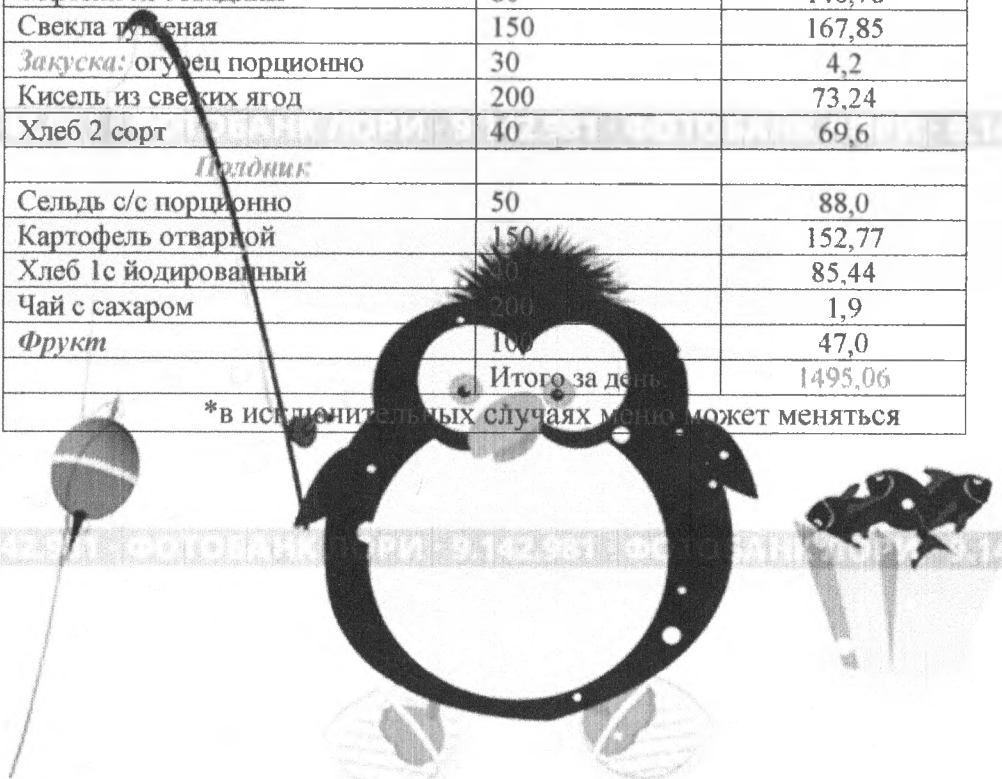 Свекла тушеная 150 167,85
Закуска: огурец порционно 30 4,2
Кисель из свежих ягод 200 73,24
Хлеб 2 сорт 40 69,6
Полдник
Сельдь с/с порционно 50 88,0
Картофель отварной 150 152,77
Хлеб 1с йодированный 40 85,44
Чай с сахаром 200 1,9
Фрукт 100 47,0
Итого за день: 1495,06
*в исключительных случаях меню может меняться